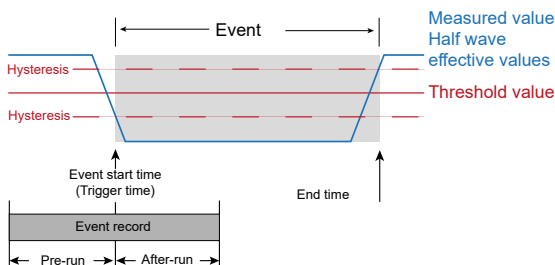 Event
Measured value
Half wave
effective values
Hysteresis
Threshold value
Hysteresis
Event start time
(Trigger time)
End time
Event record
Pre-run
After-run